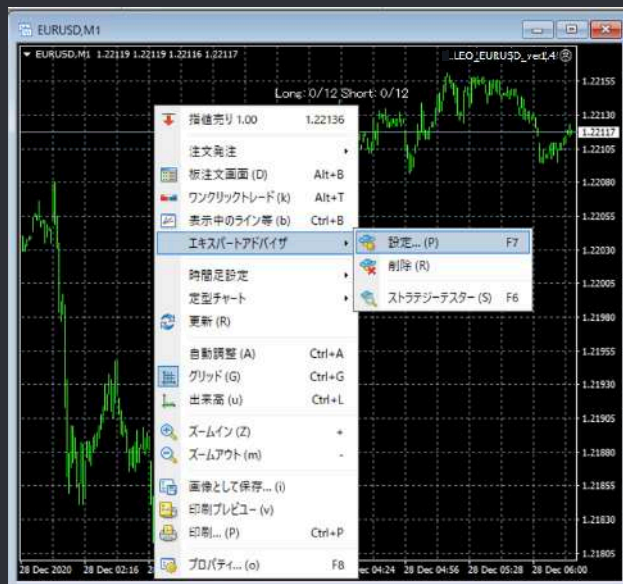 EURUSD,M1
EURUSD,M1 1.22119 1.22119 1.22116 1.22117
LEO_EURUSD_ver1,4
Long: 0/12 Short: 0/12
指値売り 1.00 1.22136
注文発注
板注文画面 (D) Alt+B
ワンクリックトレード (k) Alt+T
表示中のライン等 (b) Ctrl+B
エキスパートアドバイザ
設定... (P) F7
削除 (R)
ストラテジーテスター (S) F6
時間足設定
定型チャート
更新 (R)
自動調整 (A) Ctrl+A
グリッド (G) Ctrl+G
出来高 (u) Ctrl+L
ズームイン (Z) +
ズームアウト (m) -
画像として保存... (i)
印刷プレビュー (v)
印刷... (P) Ctrl+P
プロパティ... (o) F8
1.22155
1.22130
1.22117
1.22105
1.22080
1.22055
1.22030
1.22005
1.21980
1.21955
1.21930
1.21905
1.21880
1.21855
1.21830
1.21805
28 Dec 2020 28 Dec 02:16 28 Dec 04:56 28 Dec 05:28 28 Dec 06:00